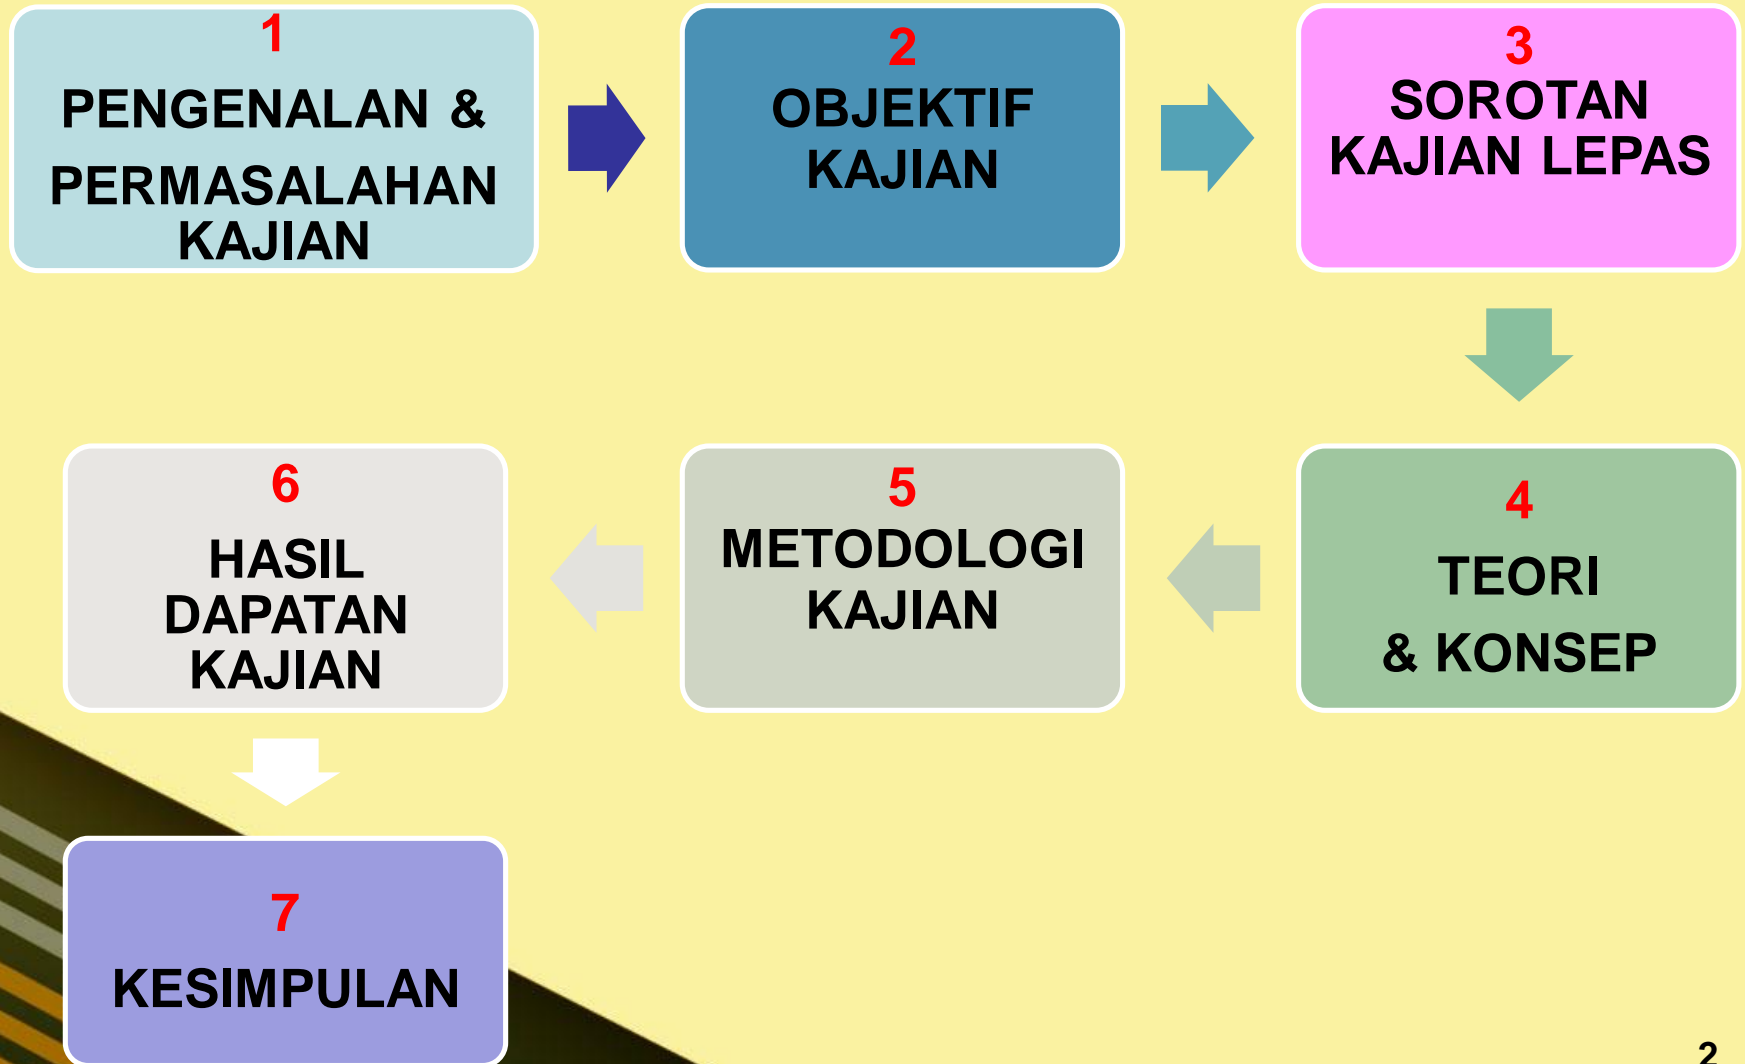 1
PENGENALAN &
PERMASALAHAN
KAJIAN
2
OBJEKTIF
KAJIAN
3
SOROTAN
KAJIAN LEPAS
4
TEORI
& KONSEP
5
METODOLOGI
KAJIAN
6
HASIL
DAPATAN
KAJIAN
7
KESIMPULAN
2